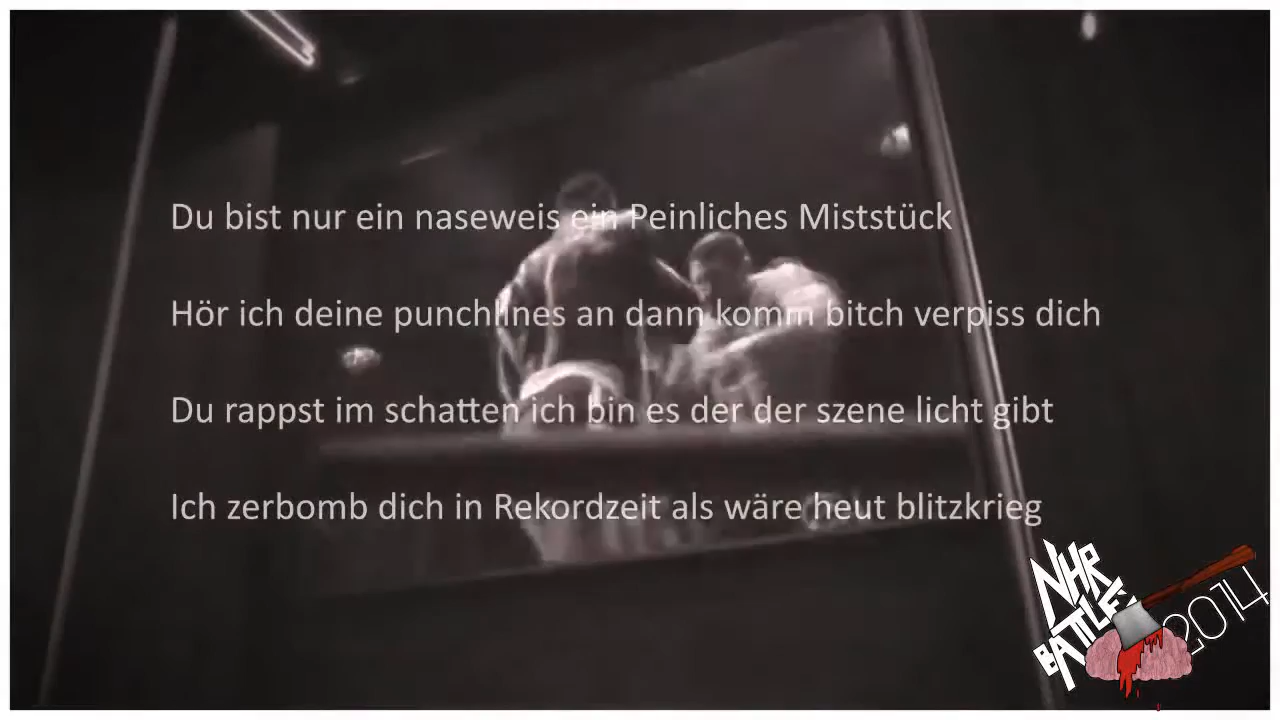 Du bist nur ein naseweis ein Peinliches Miststück
Hör ich deine punchlines an dann komm bitch verpiss dich
Du rappst im schatten ich bin es der der szene licht gibt
Ich zerbomb dich in Rekordzeit als wäre heut blitzkrieg
NHR
BATTLE
2014